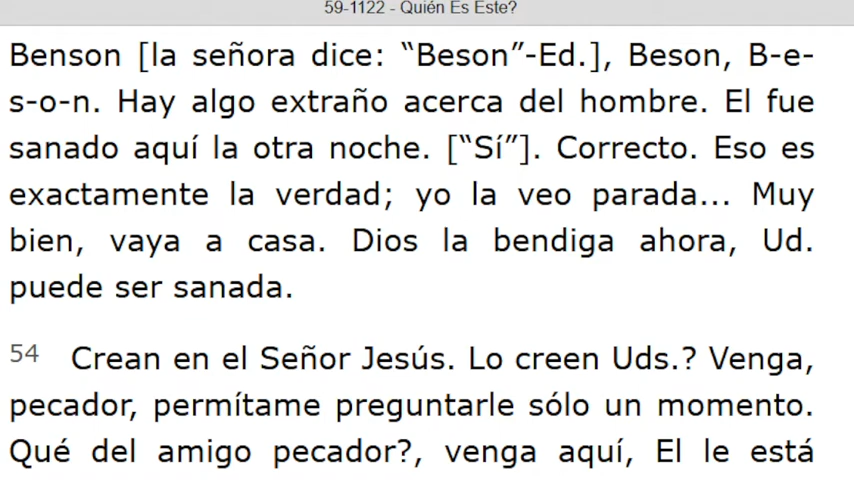 59-1122 - Quién Es Este?
Benson [la señora dice: “Beson”-Ed.], Beson, B-e-
s-o-n. Hay algo extraño acerca del hombre. El fue
sanado aquí la otra noche. [“Sí”]. Correcto. Eso es
exactamente la verdad; yo la veo parada... Muy
bien, vaya a casa. Dios la bendiga ahora, Ud.
puede ser sanada.
54 Crean en el Señor Jesús. Lo creen Uds.? Venga,
pecador, permítame preguntarle sólo un momento.
Qué del amigo pecador?, venga aquí, El le está